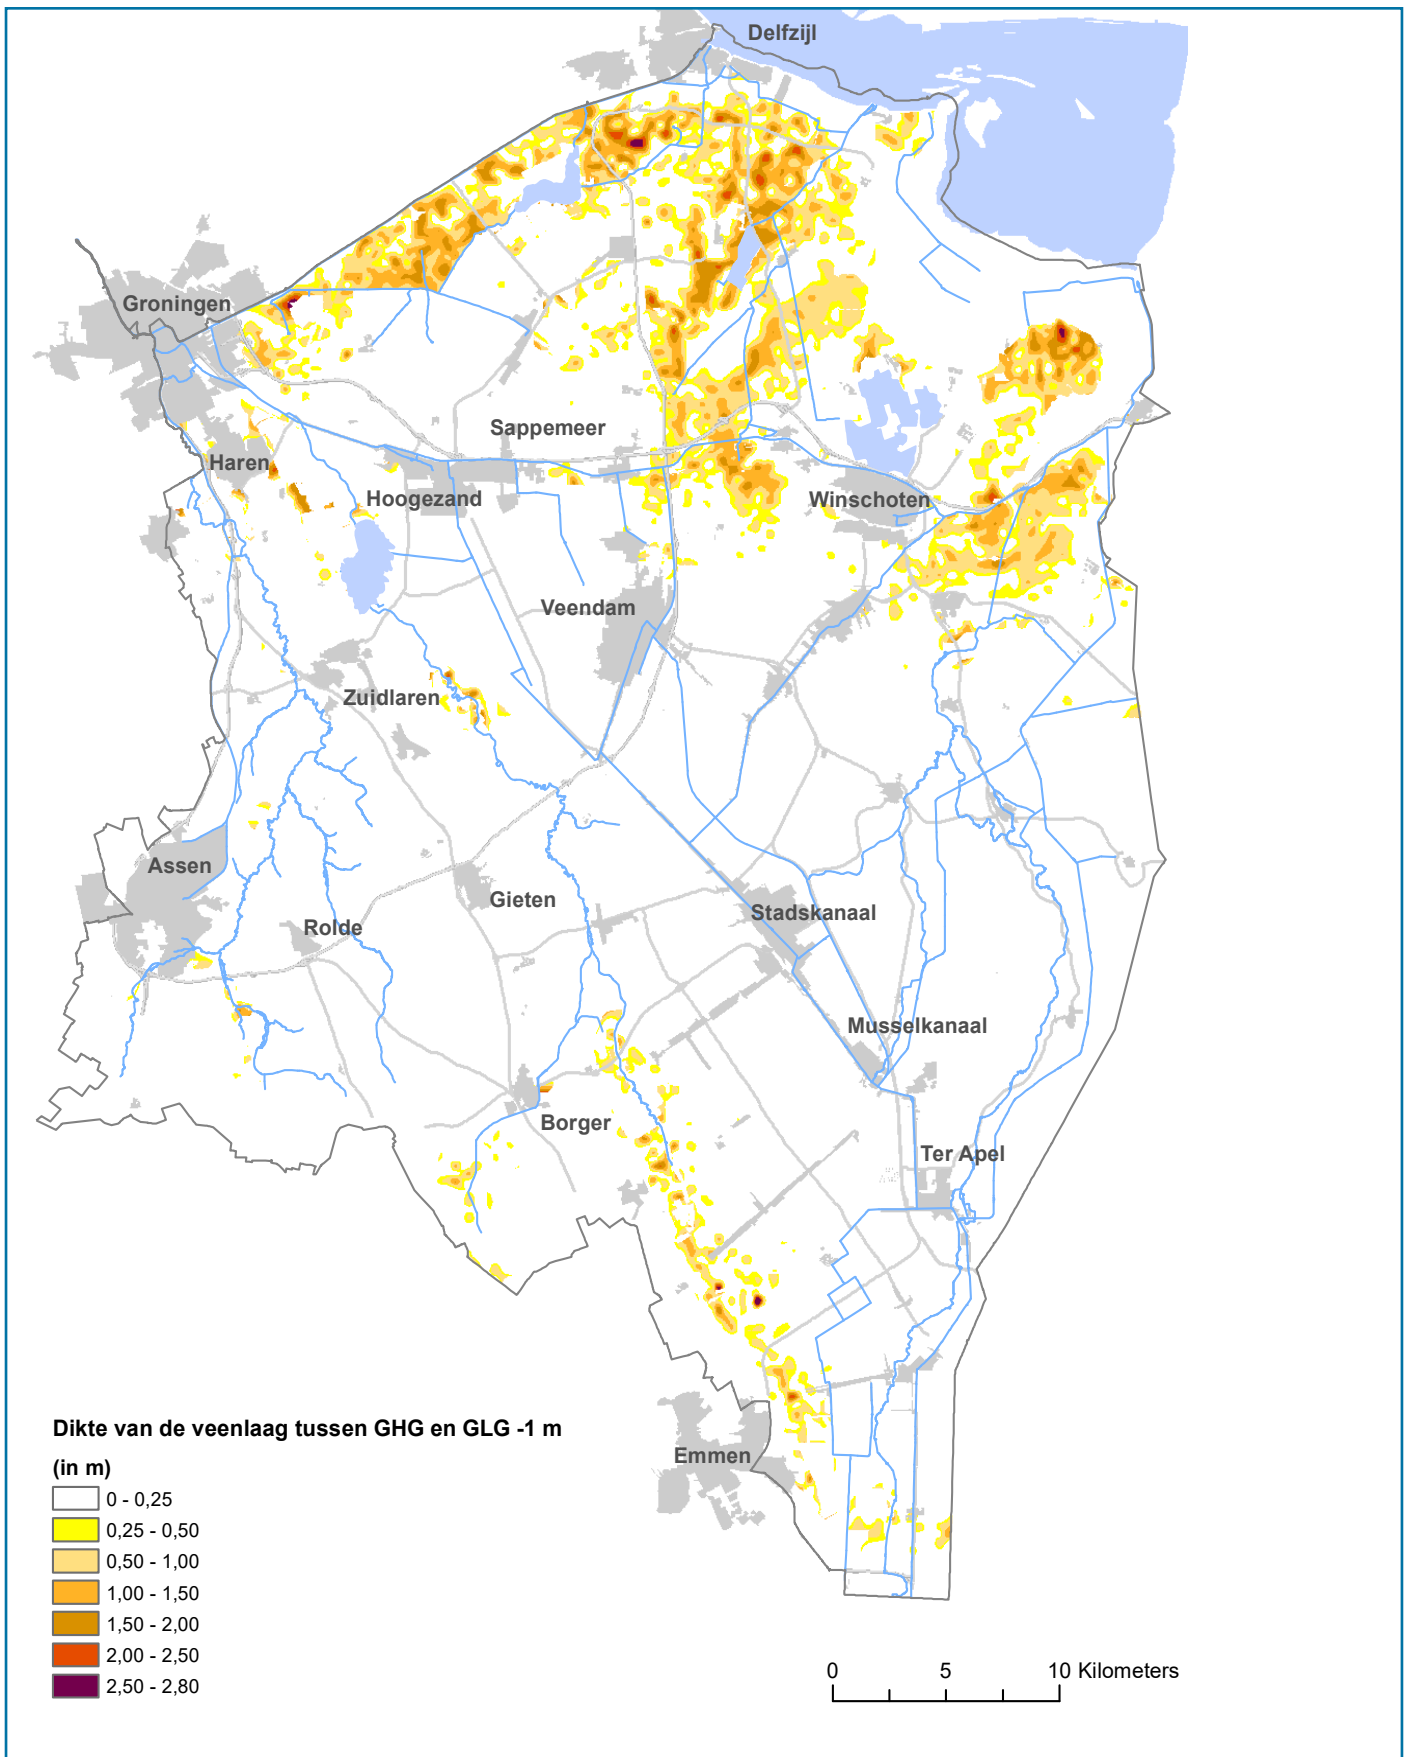 Delfzijl
Groningen
Sappemeer
Haren
Hoogezand
Winschoten
Veendam
Zuidlaren
Assen
Gieten
Stadskanaal
Rolde
Musselkanaal
Borger
Ter Apel
Emmen
Dikte van de veenlaag tussen GHG en GLG -1 m
(in m)
0 - 0,25
0,25 - 0,50
0,50 - 1,00
1,00 - 1,50
1,50 - 2,00
2,00 - 2,50
2,50 - 2,80
0 5 10 Kilometers